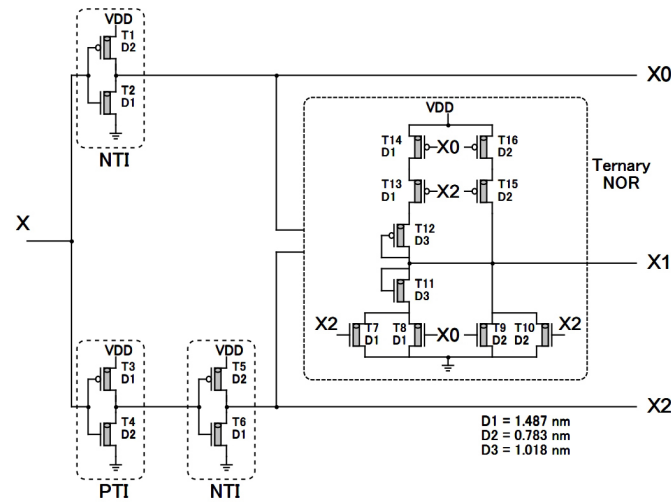 VDD
T1
D2
T2
D1
NTI
X0
VDD
T14
D1
X0
T16
D2
T13
D1
X2
T15
D2
Ternary
NOR
X
T12
D3
X1
T11
D3
X2
T7
D1
T8
D1
X0
T9
D2
T10
D2
X2
VDD
T3
D1
T4
D2
PTI
VDD
T5
D2
T6
D1
NTI
X2
D1 = 1.487 nm
D2 = 0.783 nm
D3 = 1.018 nm